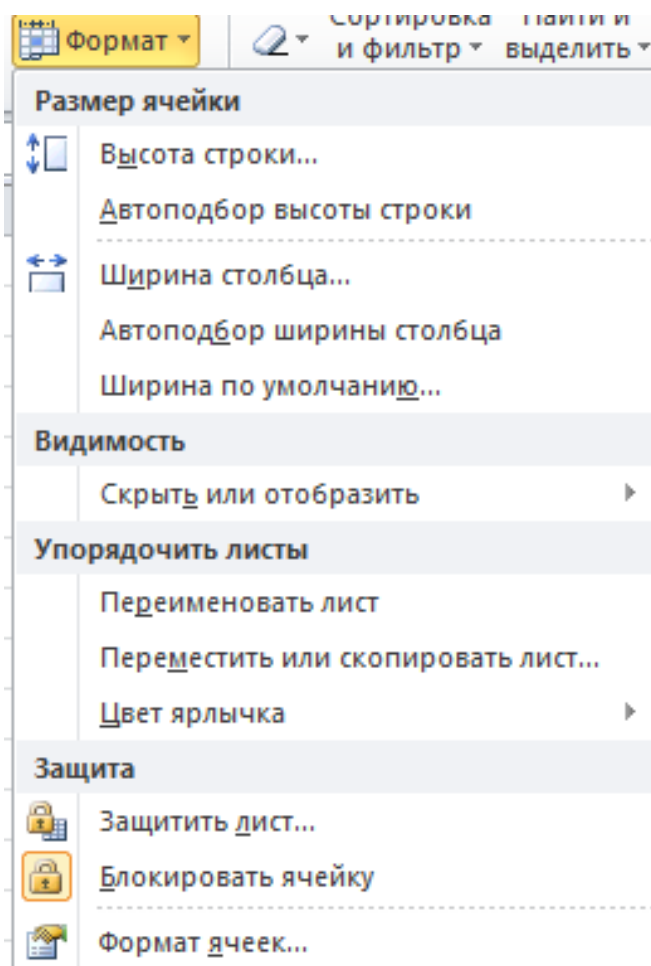 Сортировка Найти и
Формат и фильтр выделить
Размер ячейки
Высота строки...
Автоподбор высоты строки
Ширина столбца...
Автоподбор ширины столбца
Ширина по умолчанию...
Видимость
Скрыть или отобразить
Упорядочить листы
Переименовать лист
Переместить или скопировать лист...
Цвет ярлычка
Защита
Защитить лист...
Блокировать ячейку
Формат ячеек...